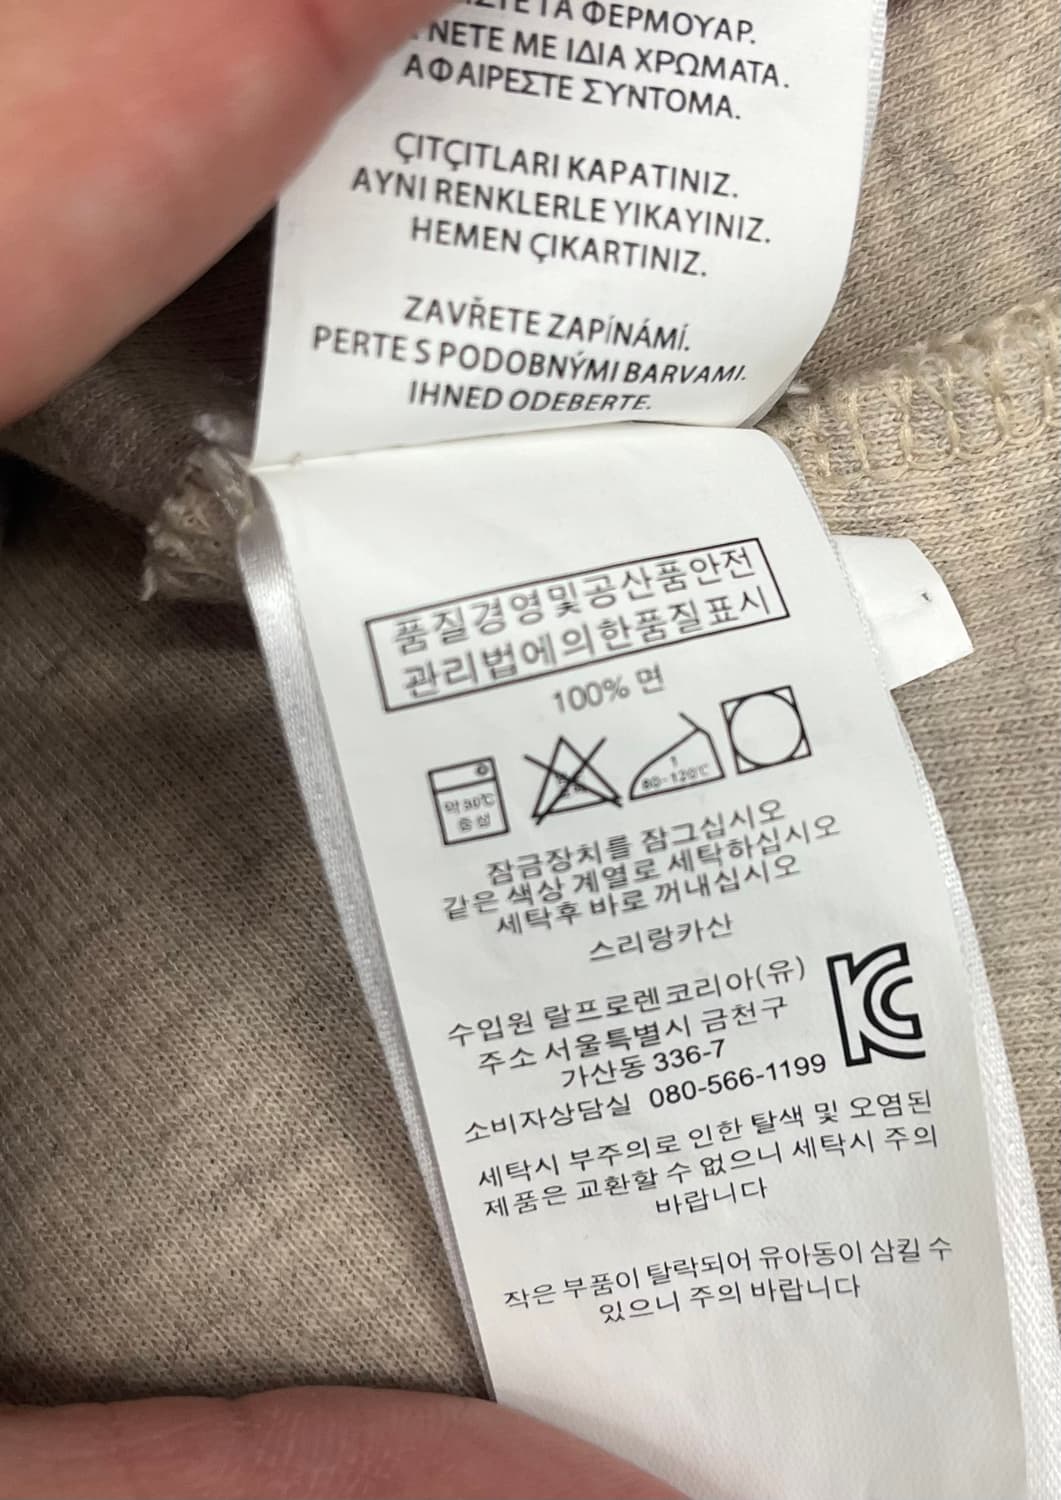 ΤΑ ΦΕΡΜΟΥΑΡ.
ΝΕΤΕ ΜΕ ΙΔΙΑ ΧΡΩΜΑΤΑ.
ΑΦΑΙΡΕΣΤΕ ΣΥΝΤΟΜΑ.
ÇITÇITLARI KAPATINIZ.
AYNI RENKLERLE YIKAYINIZ.
HEMEN ÇIKARTINIZ.
ZAVŘETE ZAPÍNÁMÍ.
PERTE S PODOBNÝMI BARVAMI.
IHNED ODEBERTE.
품질경영및공산품안전
관리법에의한품질표시
100% 면
약 30℃
중성
1
80-120℃
잠금장치를 잠그십시오
같은 색상 계열로 세탁하십시오
세탁후 바로 꺼내십시오
스리랑카산
수입원 랄프로렌코리아(유)
주소 서울특별시 금천구
가산동 336-7
소비자상담실 080-566-1199
세탁시 부주의로 인한 탈색 및 오염된
제품은 교환할 수 없으니 세탁시 주의
바랍니다
작은 부품이 탈락되어 유아동이 삼킬 수
있으니 주의 바랍니다